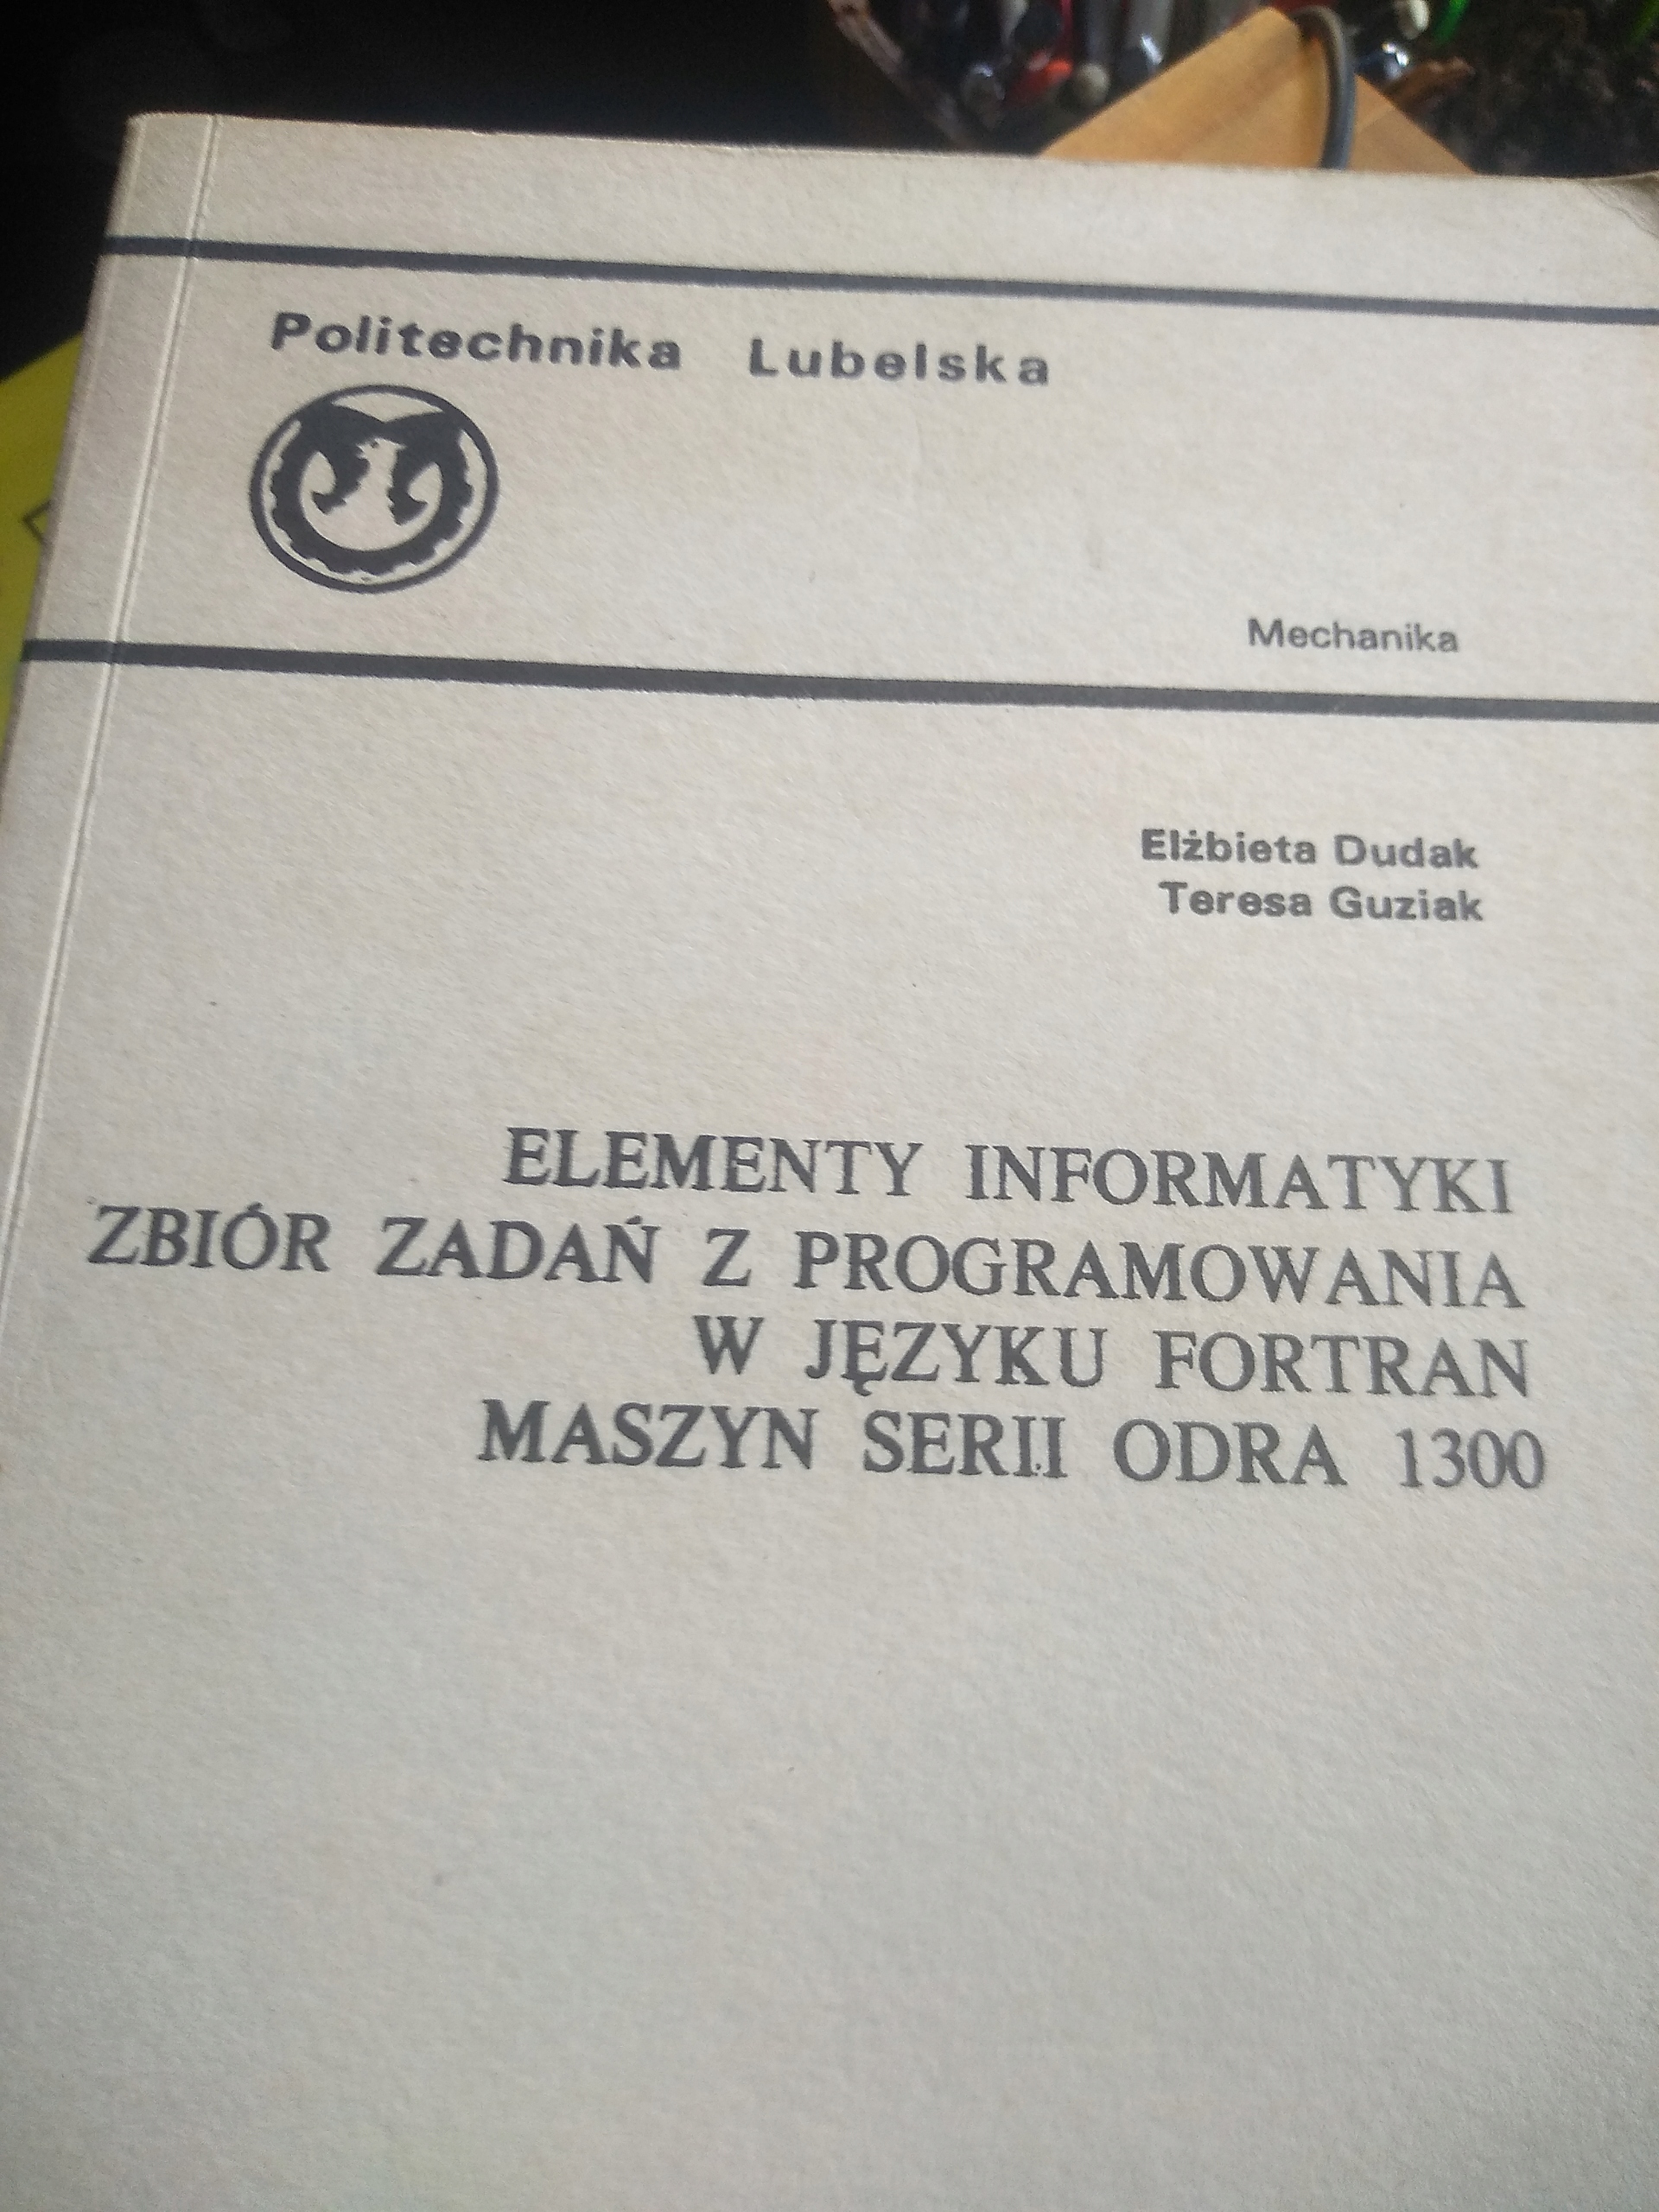 Politechnika Lubelska
Mechanika
Elżbieta Dudak
Teresa Guziak
ELEMENTY INFORMATYKI
ZBIÓR ZADAŃ Z PROGRAMOWANIA
W JĘZYKU FORTRAN
MASZYN SERII ODRA 1300